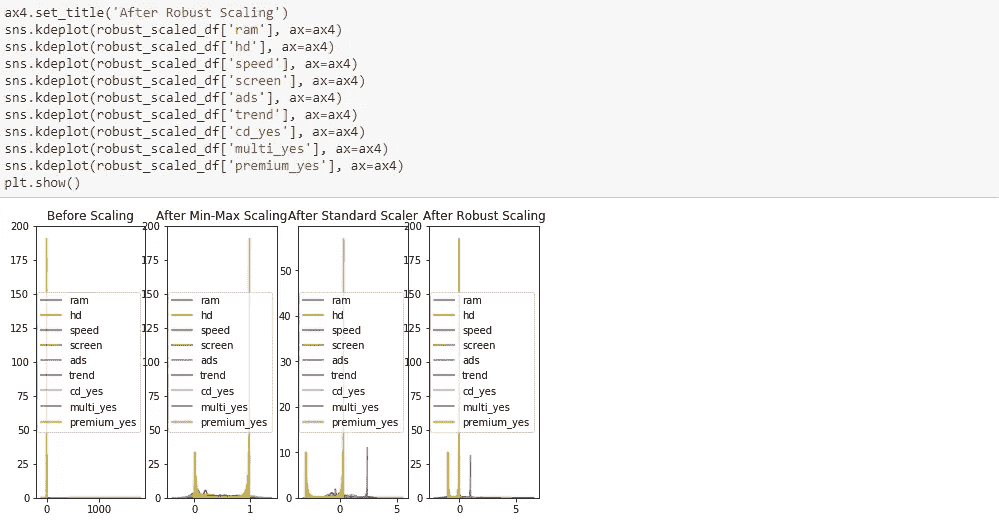 ax4.set_title('After Robust Scaling')
sns.kdeplot(robust_scaled_df['ram'], ax=ax4)
sns.kdeplot(robust_scaled_df['hd'], ax=ax4)
sns.kdeplot(robust_scaled_df['speed'], ax=ax4)
sns.kdeplot(robust_scaled_df['screen'], ax=ax4)
sns.kdeplot(robust_scaled_df['ads'], ax=ax4)
sns.kdeplot(robust_scaled_df['trend'], ax=ax4)
sns.kdeplot(robust_scaled_df['cd_yes'], ax=ax4)
sns.kdeplot(robust_scaled_df['multi_yes'], ax=ax4)
sns.kdeplot(robust_scaled_df['premium_yes'], ax=ax4)
plt.show()
Before Scaling
200
175
150
125
100
75
50
25
0
ram
hd
speed
screen
ads
trend
cd_yes
multi_yes
premium_yes
0 1000
After Min-Max Scaling
200
175
150
125
100
75
50
25
0
ram
hd
speed
screen
ads
trend
cd_yes
multi_yes
premium_yes
0 1
After Standard Scaler
50
40
30
20
10
0
ram
hd
speed
screen
ads
trend
cd_yes
multi_yes
premium_yes
0 5
After Robust Scaling
200
175
150
125
100
75
50
25
0
ram
hd
speed
screen
ads
trend
cd_yes
multi_yes
premium_yes
0 5